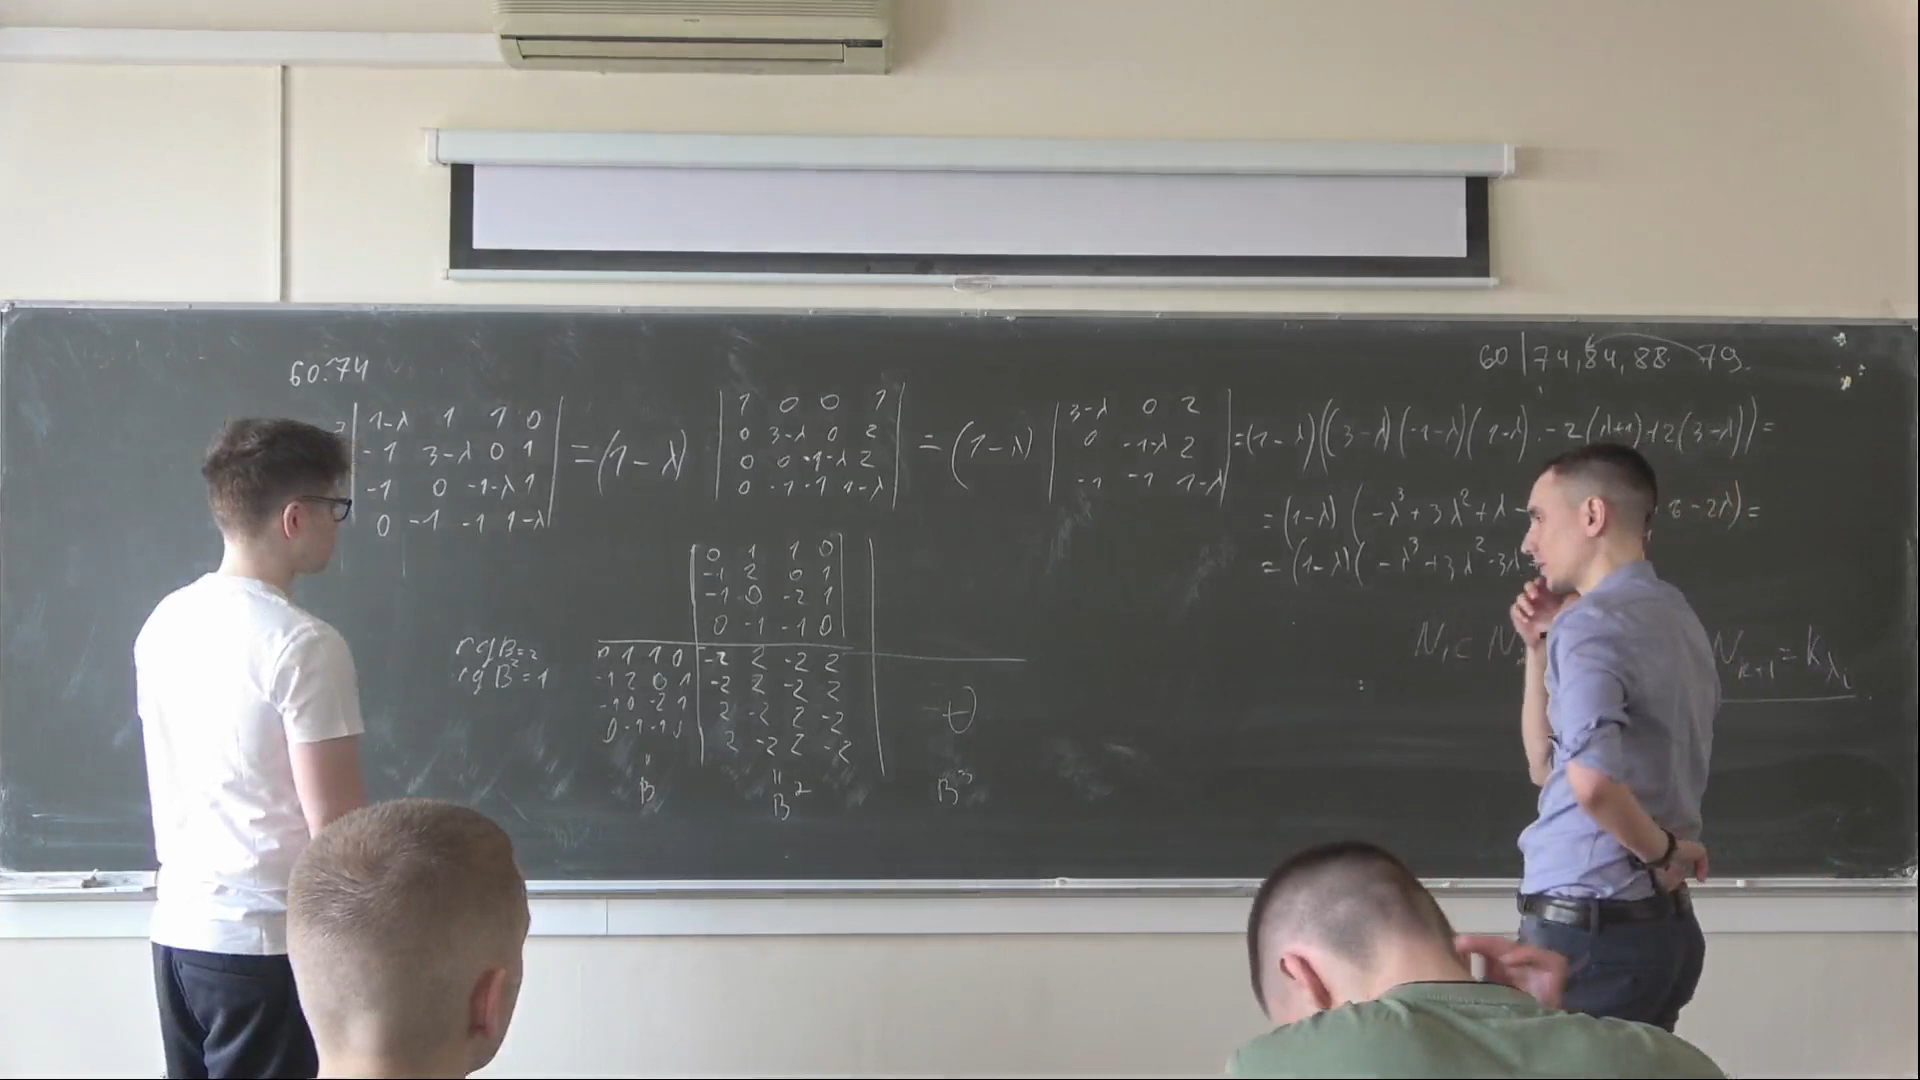 60.74
60 | 74, 84, 88 79.
| 1-λ 1 1 0 |
| -1 3-λ 0 1 |
| -1 0 -1-λ 1 |
| 0 -1 -1 1-λ |
= (1-λ)
| 1 0 0 1 |
| 0 3-λ 0 2 |
| 0 0 -1-λ 2 |
| 0 -1 -1 1-λ |
= (1-λ)
| 3-λ 0 2 |
| 0 -1-λ 2 |
| -1 -1 1-λ |
= (1-λ)((3-λ)(-1-λ)(1-λ) - 2(λ+1)+2(3-λ)) =
= (1-λ)(-λ³+3λ²+λ- 6-2λ) =
= (1-λ)(-λ³+3λ²-3λ
N₁ ⊂ N Nₖ₊₁ = K_λᵢ
0 1 1 0
-1 2 0 1
-1 0 -2 1
0 -1 -1 0
rgB=2
rgB²=1
0 1 1 0 | -2 2 -2 2
-1 2 0 1 | -2 2 -2 2
-1 0 -2 1 | 2 -2 2 -2
0 -1 -1 0 | 2 -2 2 -2
B
B²
B³